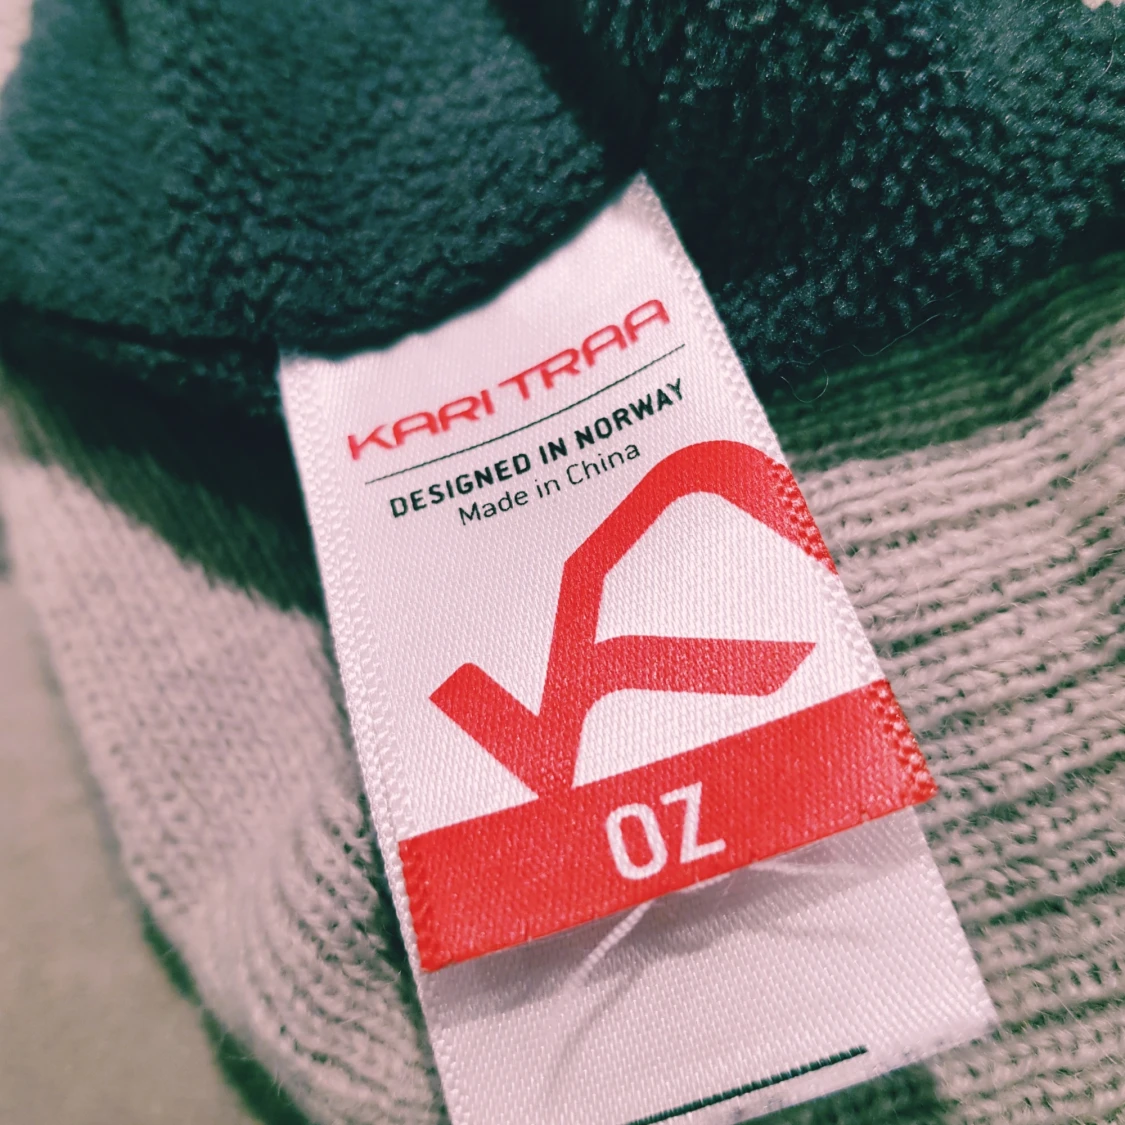 KARI TRAA
DESIGNED IN NORWAY
Made in China
OZ